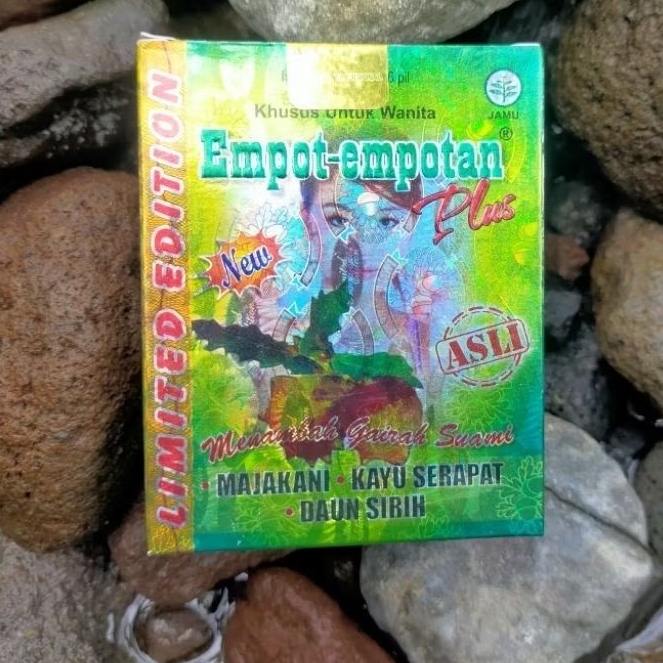 pil
JAMU
Khusus Untuk Wanita
Empot-empotan ®
Plus
New
LIMITED EDITION
ASLI
Menambah Gairah Suami
• MAJAKANI • KAYU SERAPAT
• DAUN SIRIH